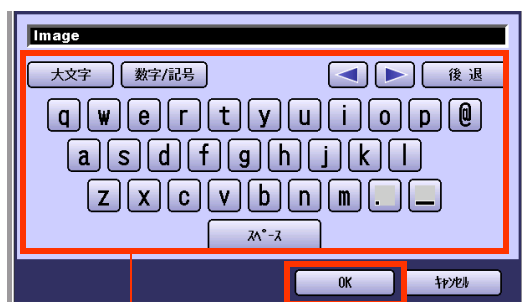 Image
大文字 数字/記号 ◀ ▶ 後 退
q w e r t y u i o p @
a s d f g h j k l
z x c v b n m . _
ｽﾍﾟｰｽ
OK ｷｬﾝｾﾙ